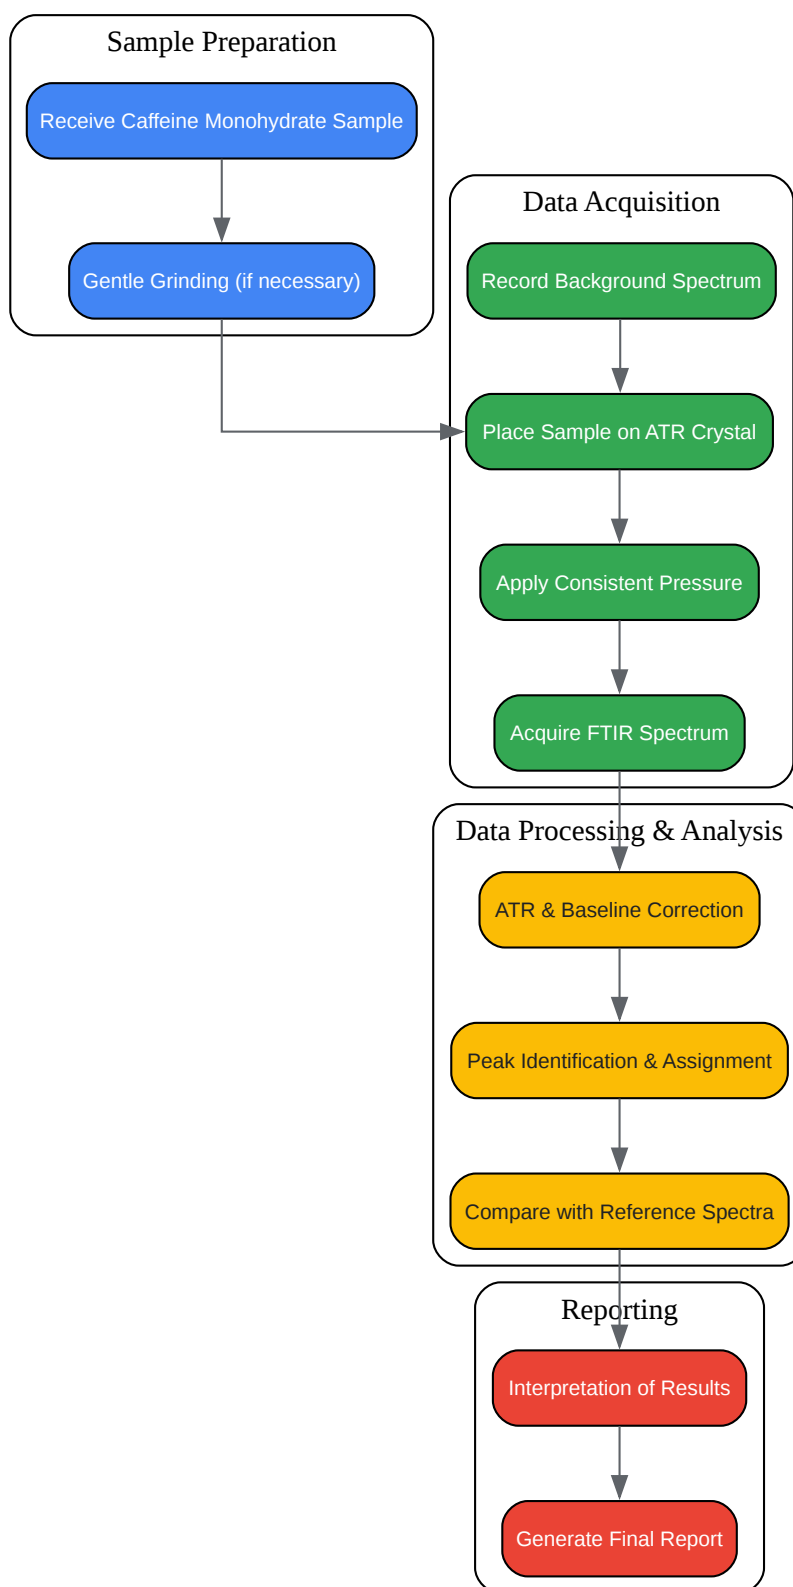 Sample Preparation
Receive Caffeine Monohydrate Sample
Gentle Grinding (if necessary)
Data Acquisition
Record Background Spectrum
Place Sample on ATR Crystal
Apply Consistent Pressure
Acquire FTIR Spectrum
Data Processing & Analysis
ATR & Baseline Correction
Peak Identification & Assignment
Compare with Reference Spectra
Reporting
Interpretation of Results
Generate Final Report